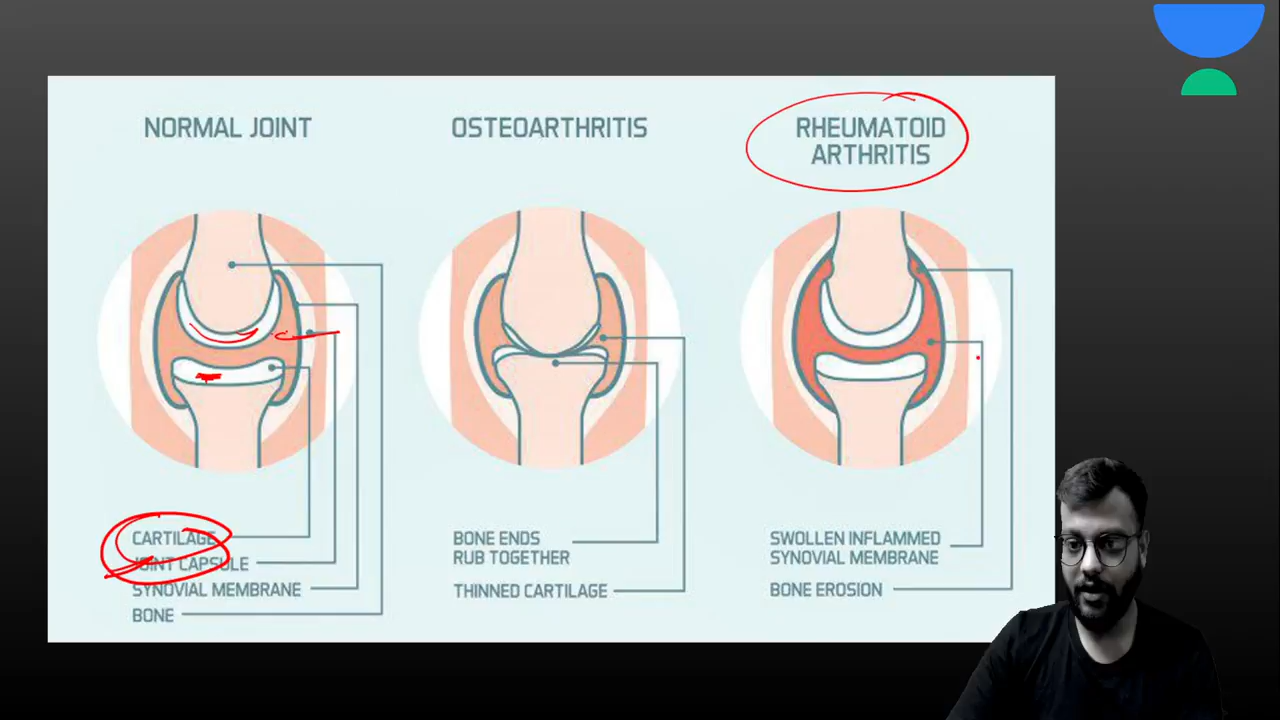 NORMAL JOINT
OSTEOARTHRITIS
RHEUMATOID
ARTHRITIS
CARTILAGE
JOINT CAPSULE
SYNOVIAL MEMBRANE
BONE
BONE ENDS
RUB TOGETHER
THINNED CARTILAGE
SWOLLEN INFLAMMED
SYNOVIAL MEMBRANE
BONE EROSION